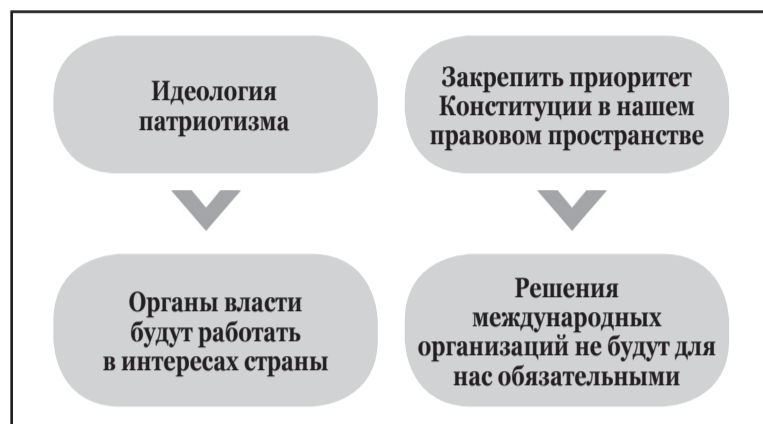 Идеология
патриотизма
Закрепить приоритет
Конституции в нашем
правовом пространстве
Органы власти
будут работать
в интересах страны
Решения
международных
организаций не будут для
нас обязательными